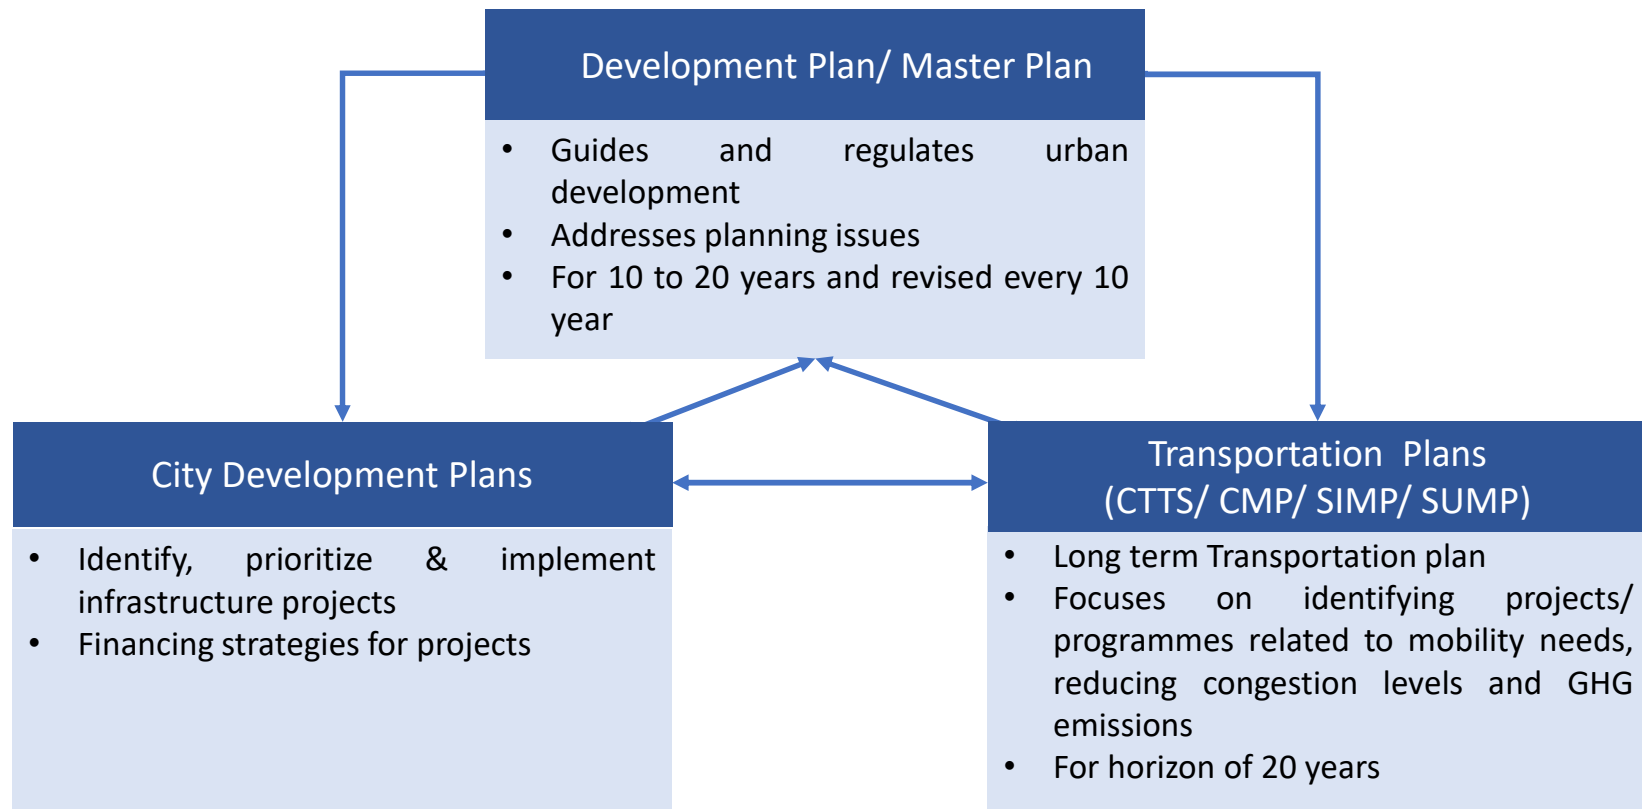 Development Plan/ Master Plan
• Guides and regulates urban
development
• Addresses planning issues
• For 10 to 20 years and revised every 10
year
City Development Plans
• Identify, prioritize & implement
infrastructure projects
• Financing strategies for projects
Transportation Plans
(CTTS/ CMP/ SIMP/ SUMP)
• Long term Transportation plan
• Focuses on identifying projects/
programmes related to mobility needs,
reducing congestion levels and GHG
emissions
• For horizon of 20 years